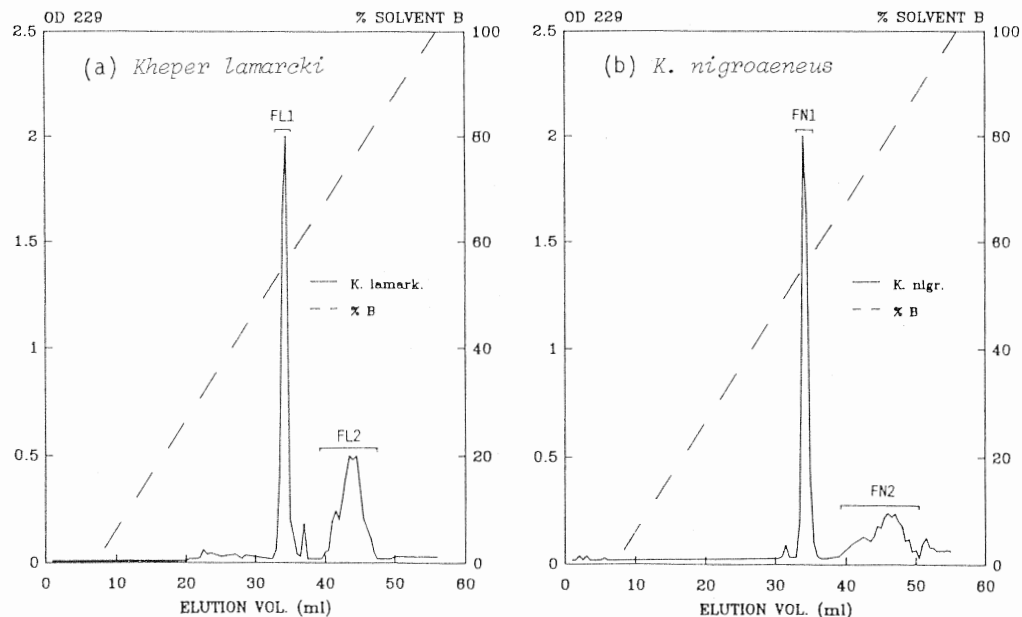 OD 229 % SOLVENT B
2.5 100
(a) Kheper lamarcki
FL1
2 80
1.5 60
K. lamark.
% B
1 40
FL2
0.5 20
0 0
0 10 20 30 40 50 60
ELUTION VOL. (ml)
OD 229 % SOLVENT B
2.5 100
(b) K. nigroaeneus
FN1
2 80
1.5 60
K. nigr.
% B
1 40
0.5 20
FN2
0 0
0 10 20 30 40 50 60
ELUTION VOL. (ml)